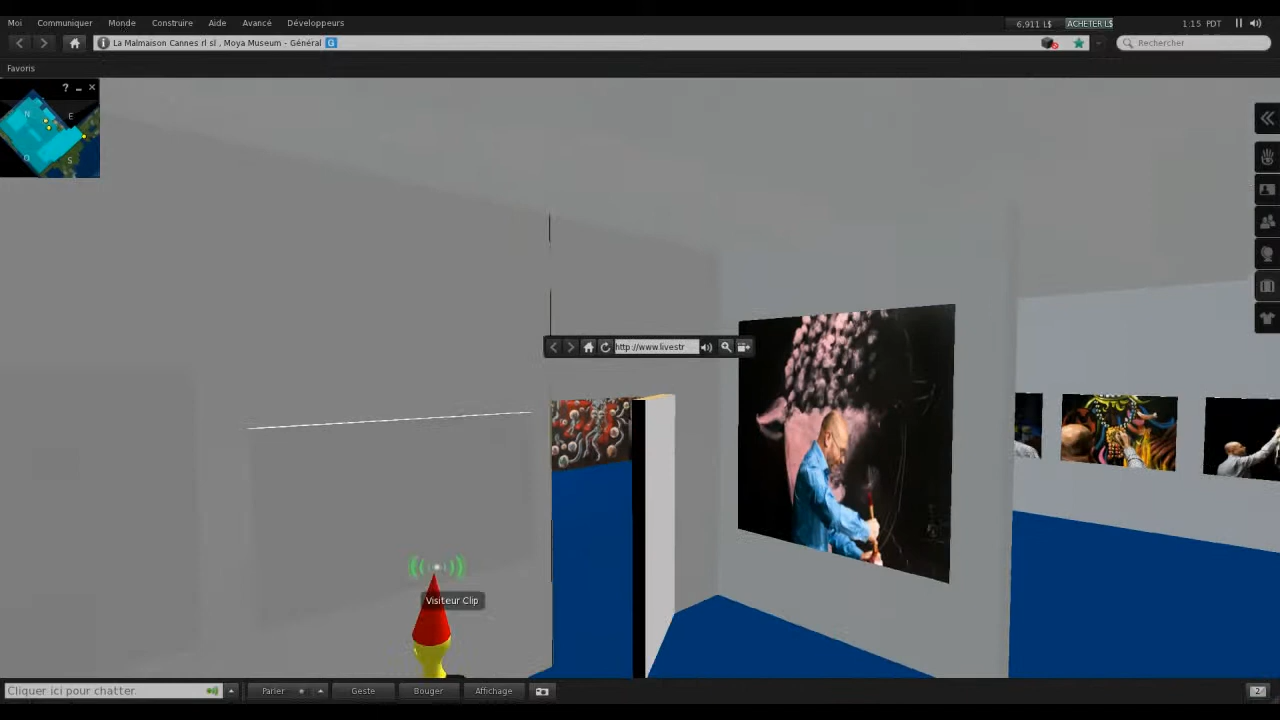 Moi Communiquer Monde Construire Aide Avancé Développeurs 6,911 L$ ACHETER L$ 1:15 PDT
La Malmaison Cannes rl sl , Moya Museum - Général G Rechercher
Favoris
?
N E
O S
http://www.livestr
Visiteur Clip
Cliquer ici pour chatter. Parler Geste Bouger Affichage 2